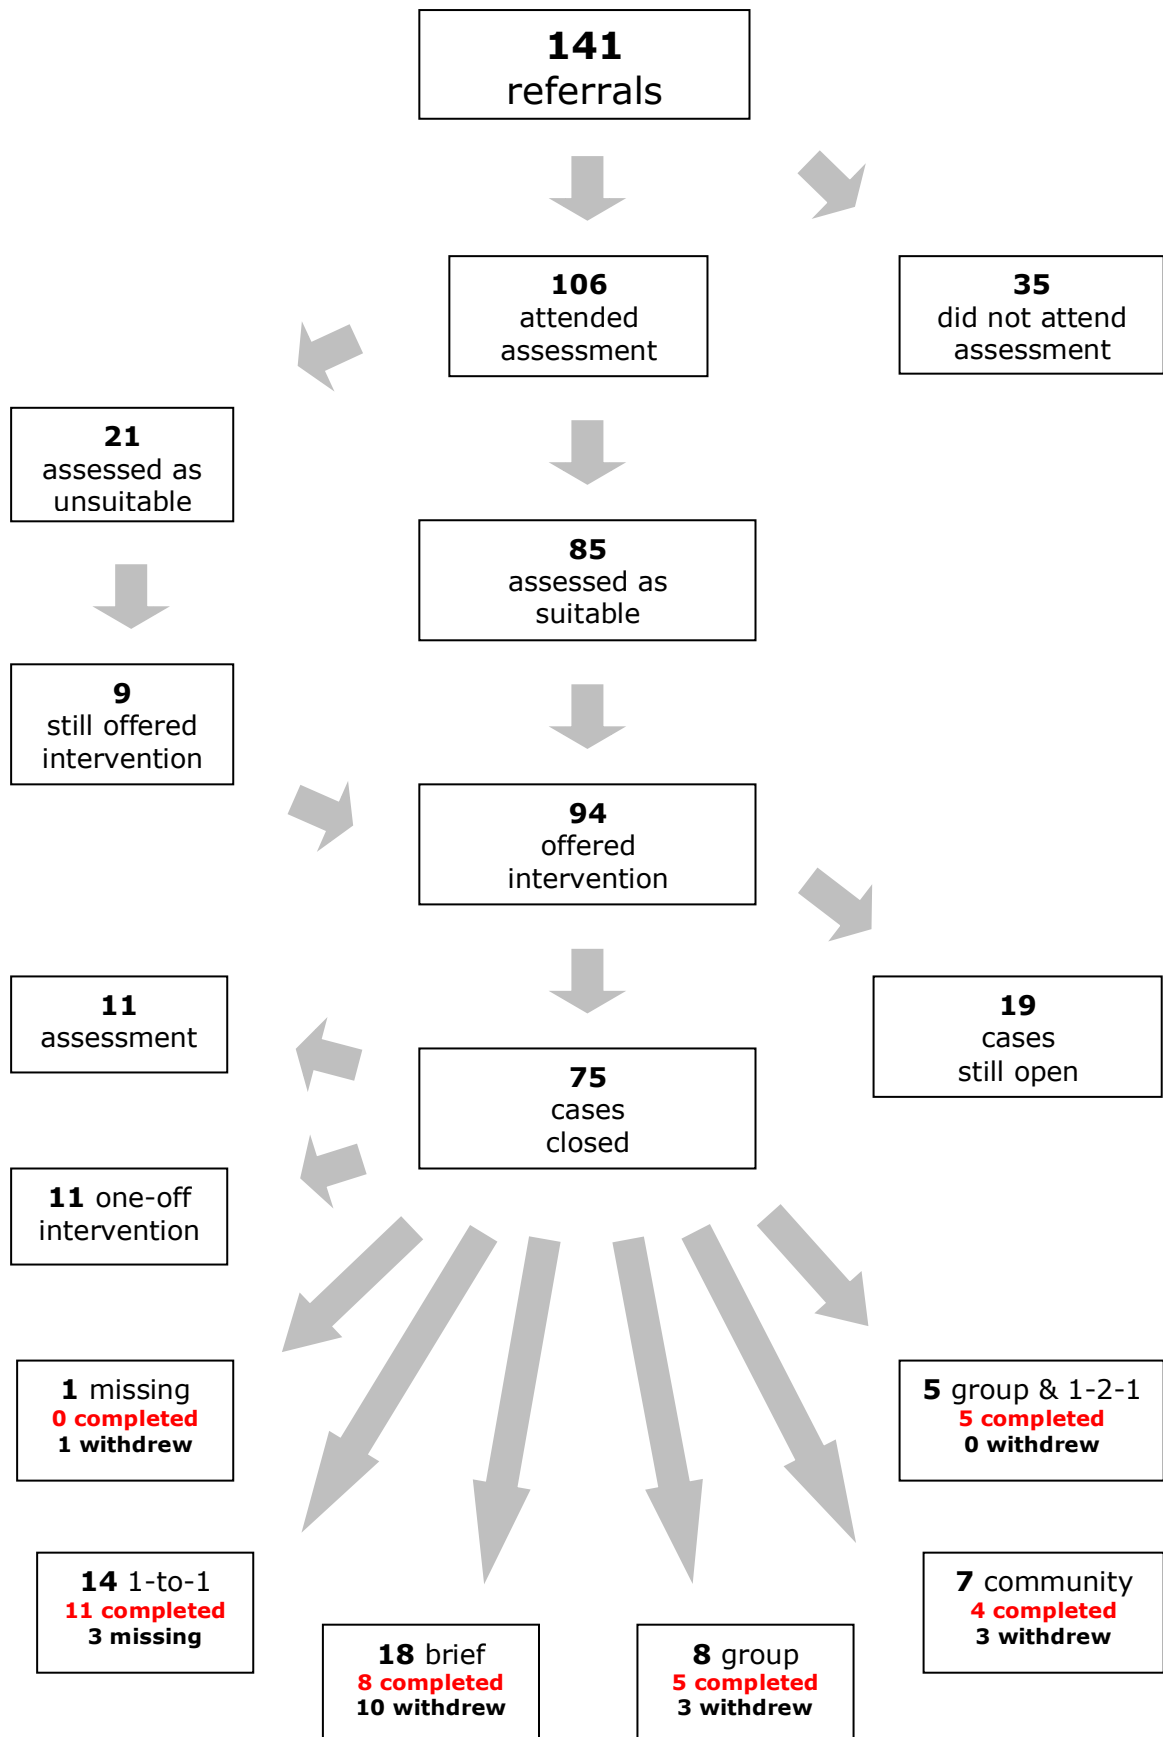 141
referrals
106
attended
assessment
35
did not attend
assessment
21
assessed as
unsuitable
85
assessed as
suitable
9
still offered
intervention
94
offered
intervention
11
assessment
19
cases
still open
75
cases
closed
11 one-off
intervention
1 missing
0 completed
1 withdrew
5 group & 1-2-1
5 completed
0 withdrew
14 1-to-1
11 completed
3 missing
18 brief
8 completed
10 withdrew
8 group
5 completed
3 withdrew
7 community
4 completed
3 withdrew